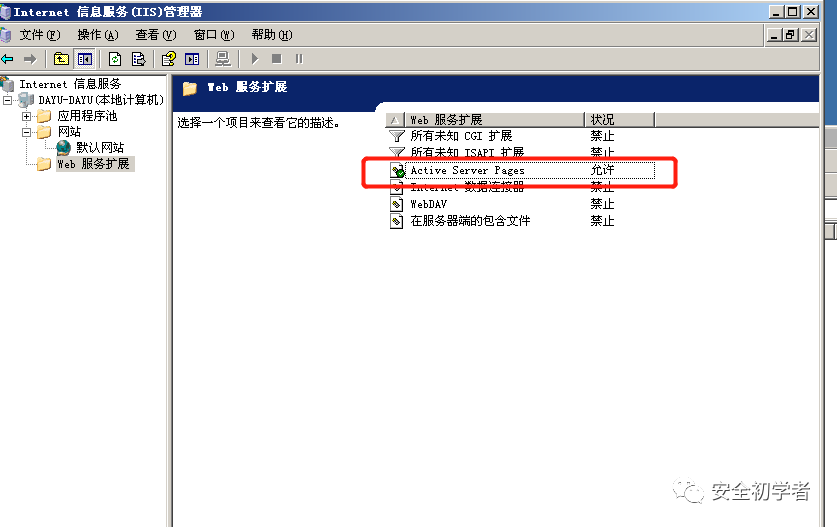 Internet 信息服务(IIS)管理器
文件(F) 操作(A) 查看(V) 窗口(W) 帮助(H)
Internet 信息服务
DAYU-DAYU(本地计算机)
应用程序池
网站
默认网站
Web 服务扩展
Web 服务扩展
选择一个项目来查看它的描述。
Web 服务扩展 状况
所有未知 CGI 扩展 禁止
所有未知 ISAPI 扩展 禁止
Active Server Pages 允许
Internet 数据连接器 禁止
WebDAV 禁止
在服务器端的包含文件 禁止
安全初学者